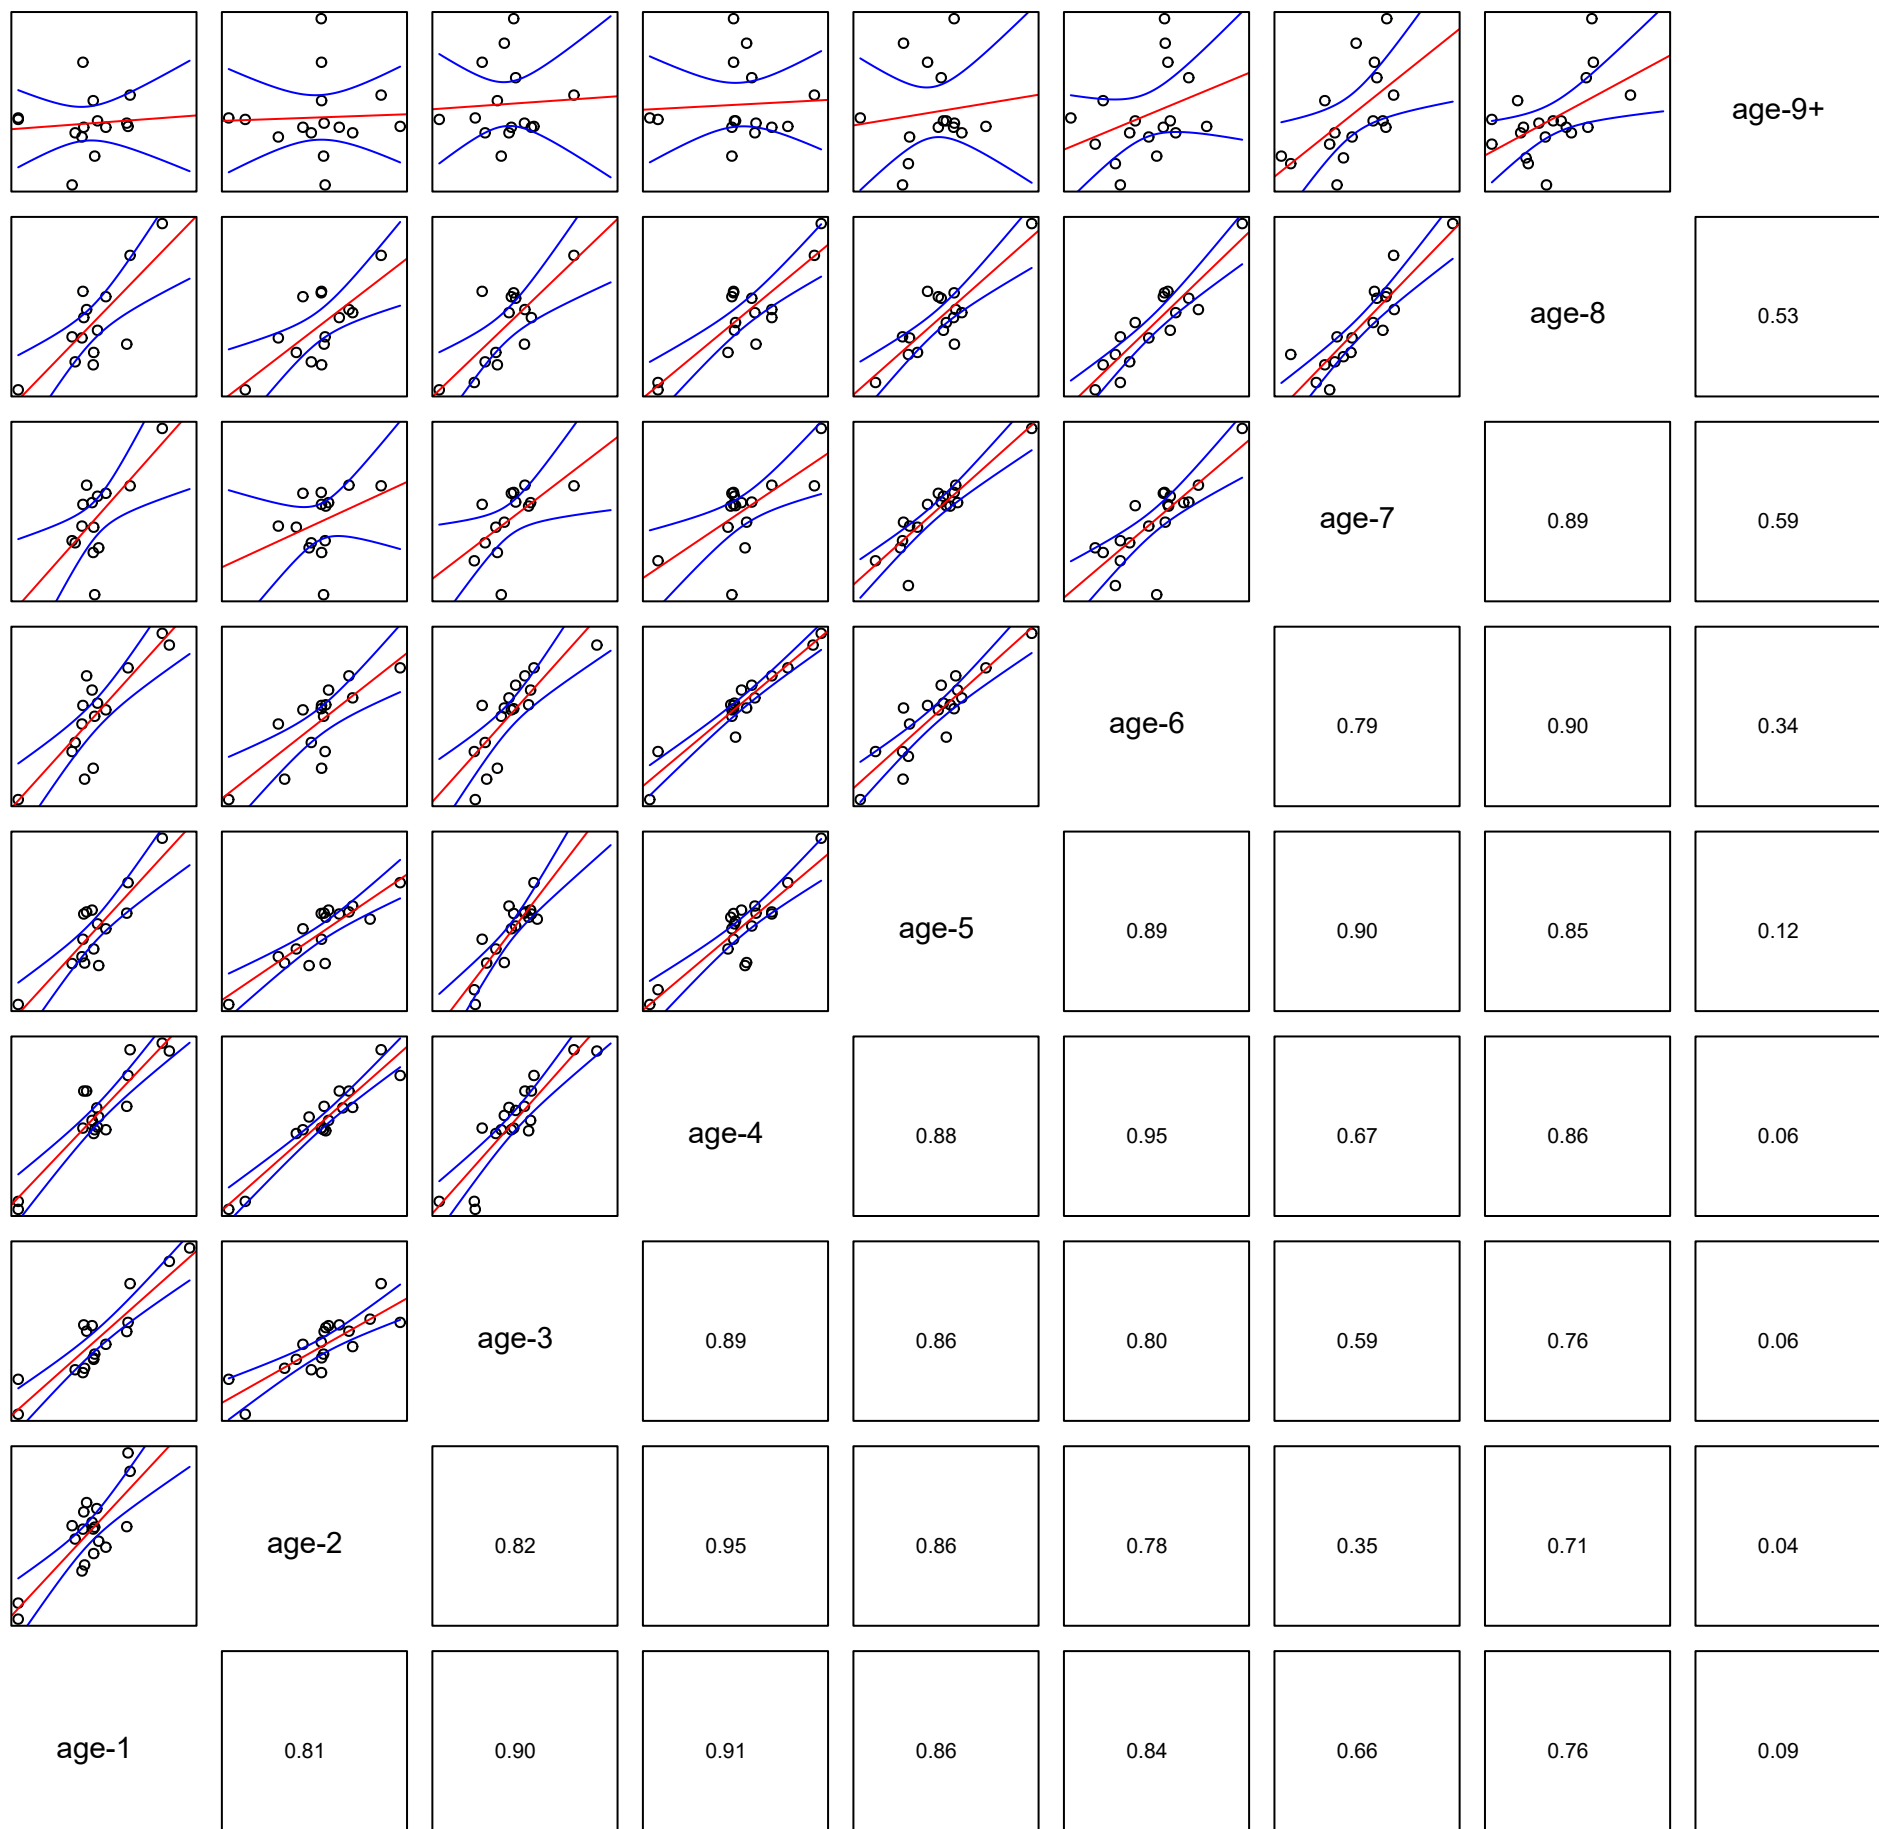 age-9+
age-8 0.53
age-7 0.89 0.59
age-6 0.79 0.90 0.34
age-5 0.89 0.90 0.85 0.12
age-4 0.88 0.95 0.67 0.86 0.06
age-3 0.89 0.86 0.80 0.59 0.76 0.06
age-2 0.82 0.95 0.86 0.78 0.35 0.71 0.04
age-1 0.81 0.90 0.91 0.86 0.84 0.66 0.76 0.09